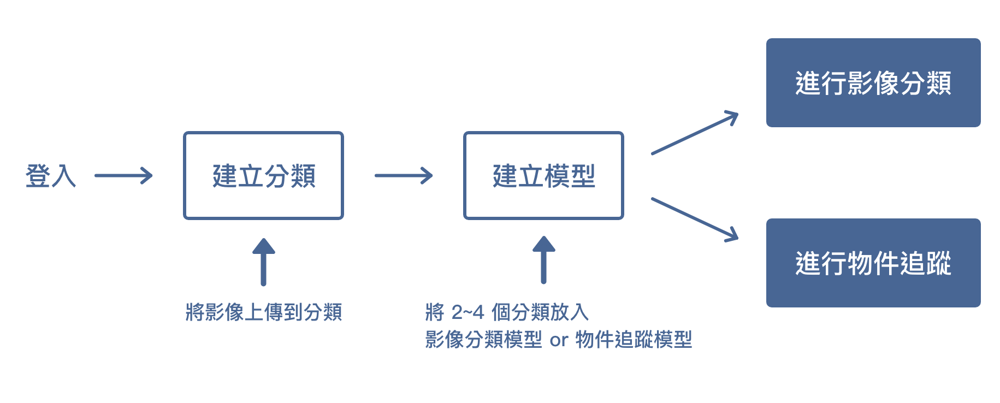 登入
建立分類
將影像上傳到分類
建立模型
將 2~4 個分類放入
影像分類模型 or 物件追蹤模型
進行影像分類
進行物件追蹤